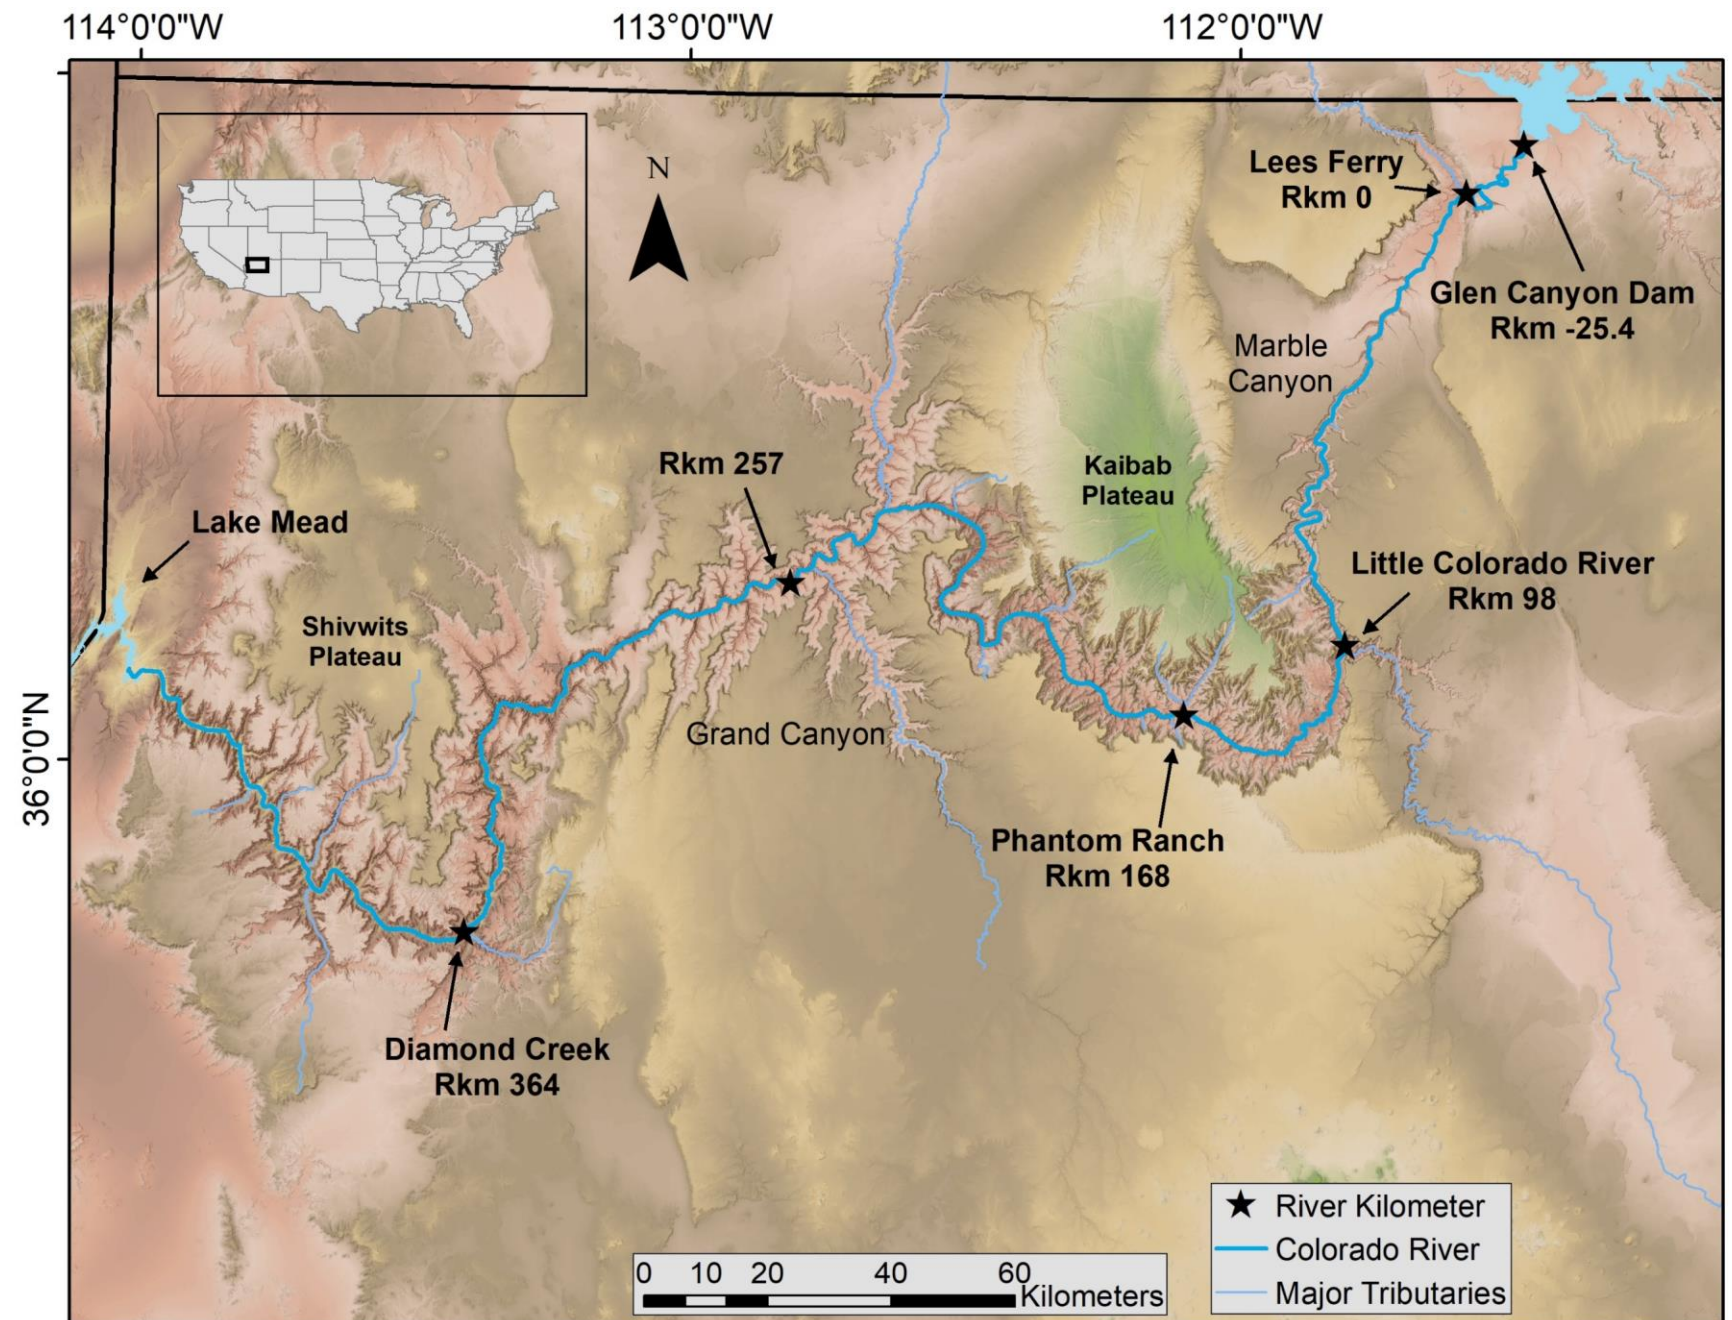 114°0'0"W
113°0'0"W
112°0'0"W
N
Lees Ferry
Rkm 0
Glen Canyon Dam
Rkm -25.4
Marble
Canyon
Rkm 257
Kaibab
Plateau
Lake Mead
Little Colorado River
Rkm 98
Shivwits
Plateau
Grand Canyon
36°0'0"N
Phantom Ranch
Rkm 168
Diamond Creek
Rkm 364
River Kilometer
Colorado River
Major Tributaries
0 10 20 40 60
Kilometers